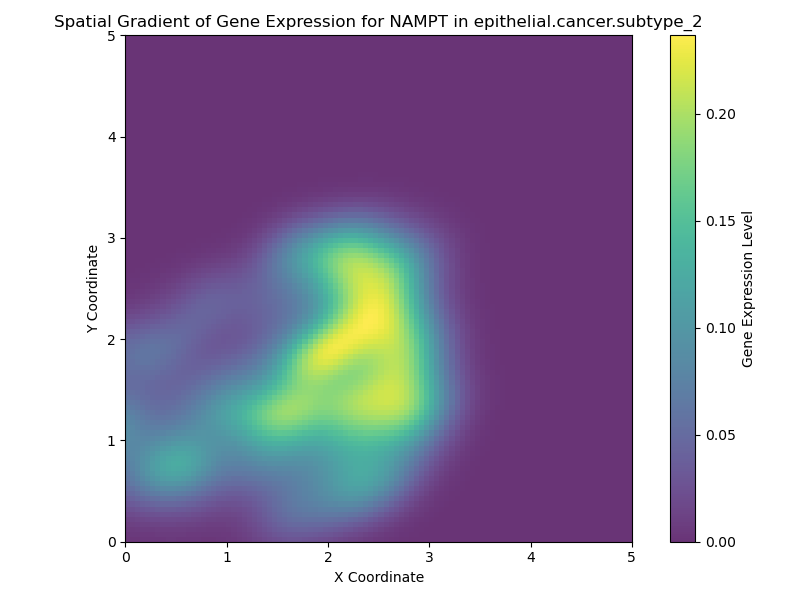 Spatial Gradient of Gene Expression for NAMPT in epithelial.cancer.subtype_2
5
4
3
2
1
0
Y Coordinate
0 1 2 3 4 5
X Coordinate
0.20
0.15
0.10
0.05
0.00
Gene Expression Level